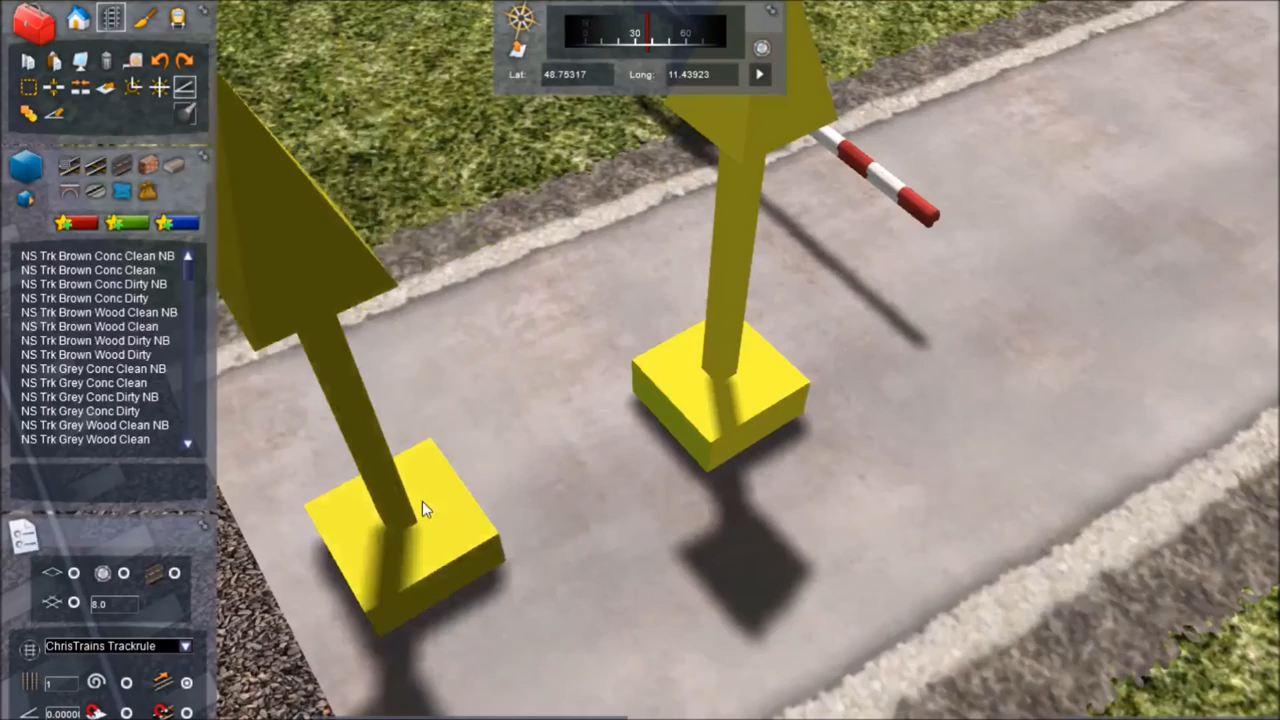 30 60
Lat: 48.75317 Long: 11.43923
NS Trk Brown Conc Clean NB
NS Trk Brown Conc Clean
NS Trk Brown Conc Dirty NB
NS Trk Brown Conc Dirty
NS Trk Brown Wood Clean NB
NS Trk Brown Wood Clean
NS Trk Brown Wood Dirty NB
NS Trk Brown Wood Dirty
NS Trk Grey Conc Clean NB
NS Trk Grey Conc Clean
NS Trk Grey Conc Dirty NB
NS Trk Grey Conc Dirty
NS Trk Grey Wood Clean NB
NS Trk Grey Wood Clean
8.0
ChrisTrains Trackrule
1